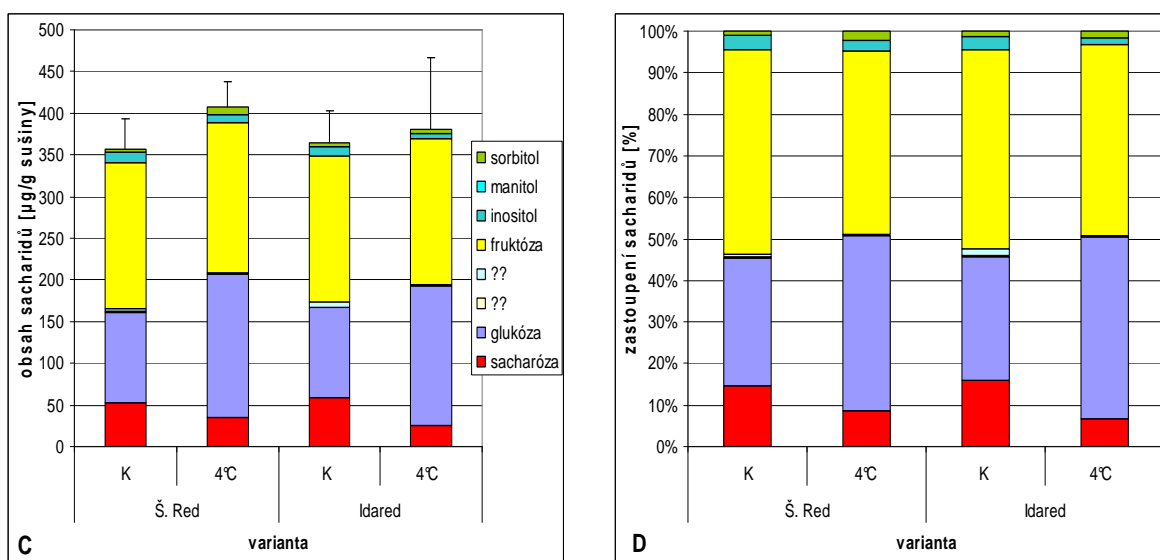 obsah sacharidů [µg/g sušiny]
500
450
400
350
300
250
200
150
100
50
0
sorbitol
manitol
inositol
fruktóza
??
??
glukóza
sacharóza
K
4°C
K
4°C
Š. Red
Idared
varianta
C
zastoupení sacharidů [%]
100%
90%
80%
70%
60%
50%
40%
30%
20%
10%
0%
K
4°C
K
4°C
Š. Red
Idared
varianta
D